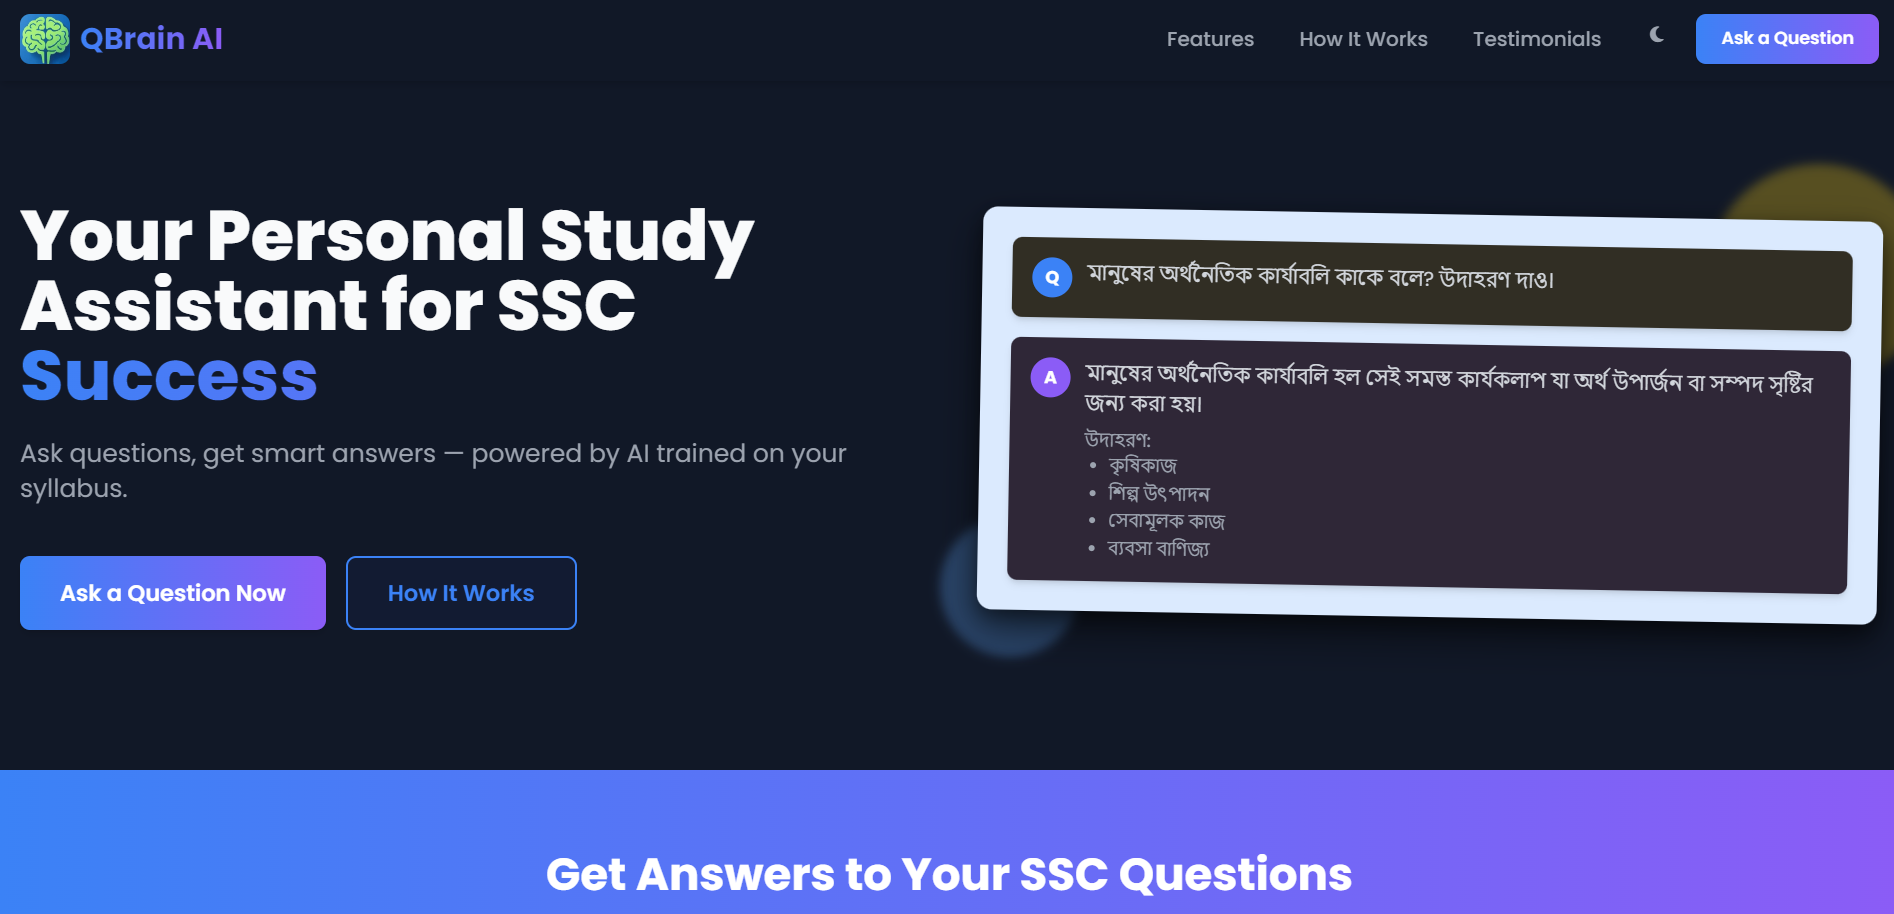 QBrain AI
Features
How It Works
Testimonials
Ask a Question
Your Personal Study
Assistant for SSC
Success
Ask questions, get smart answers — powered by AI trained on your
syllabus.
Ask a Question Now
How It Works
Q
মানুষের অর্থনৈতিক কার্যাবলি কাকে বলে? উদাহরণ দাও।
A
মানুষের অর্থনৈতিক কার্যাবলি হল সেই সমস্ত কার্যকলাপ যা অর্থ উপার্জন বা সম্পদ সৃষ্টির
জন্য করা হয়।
উদাহরণ:
• কৃষিকাজ
• শিল্প উৎপাদন
• সেবামূলক কাজ
• ব্যবসা বাণিজ্য
Get Answers to Your SSC Questions